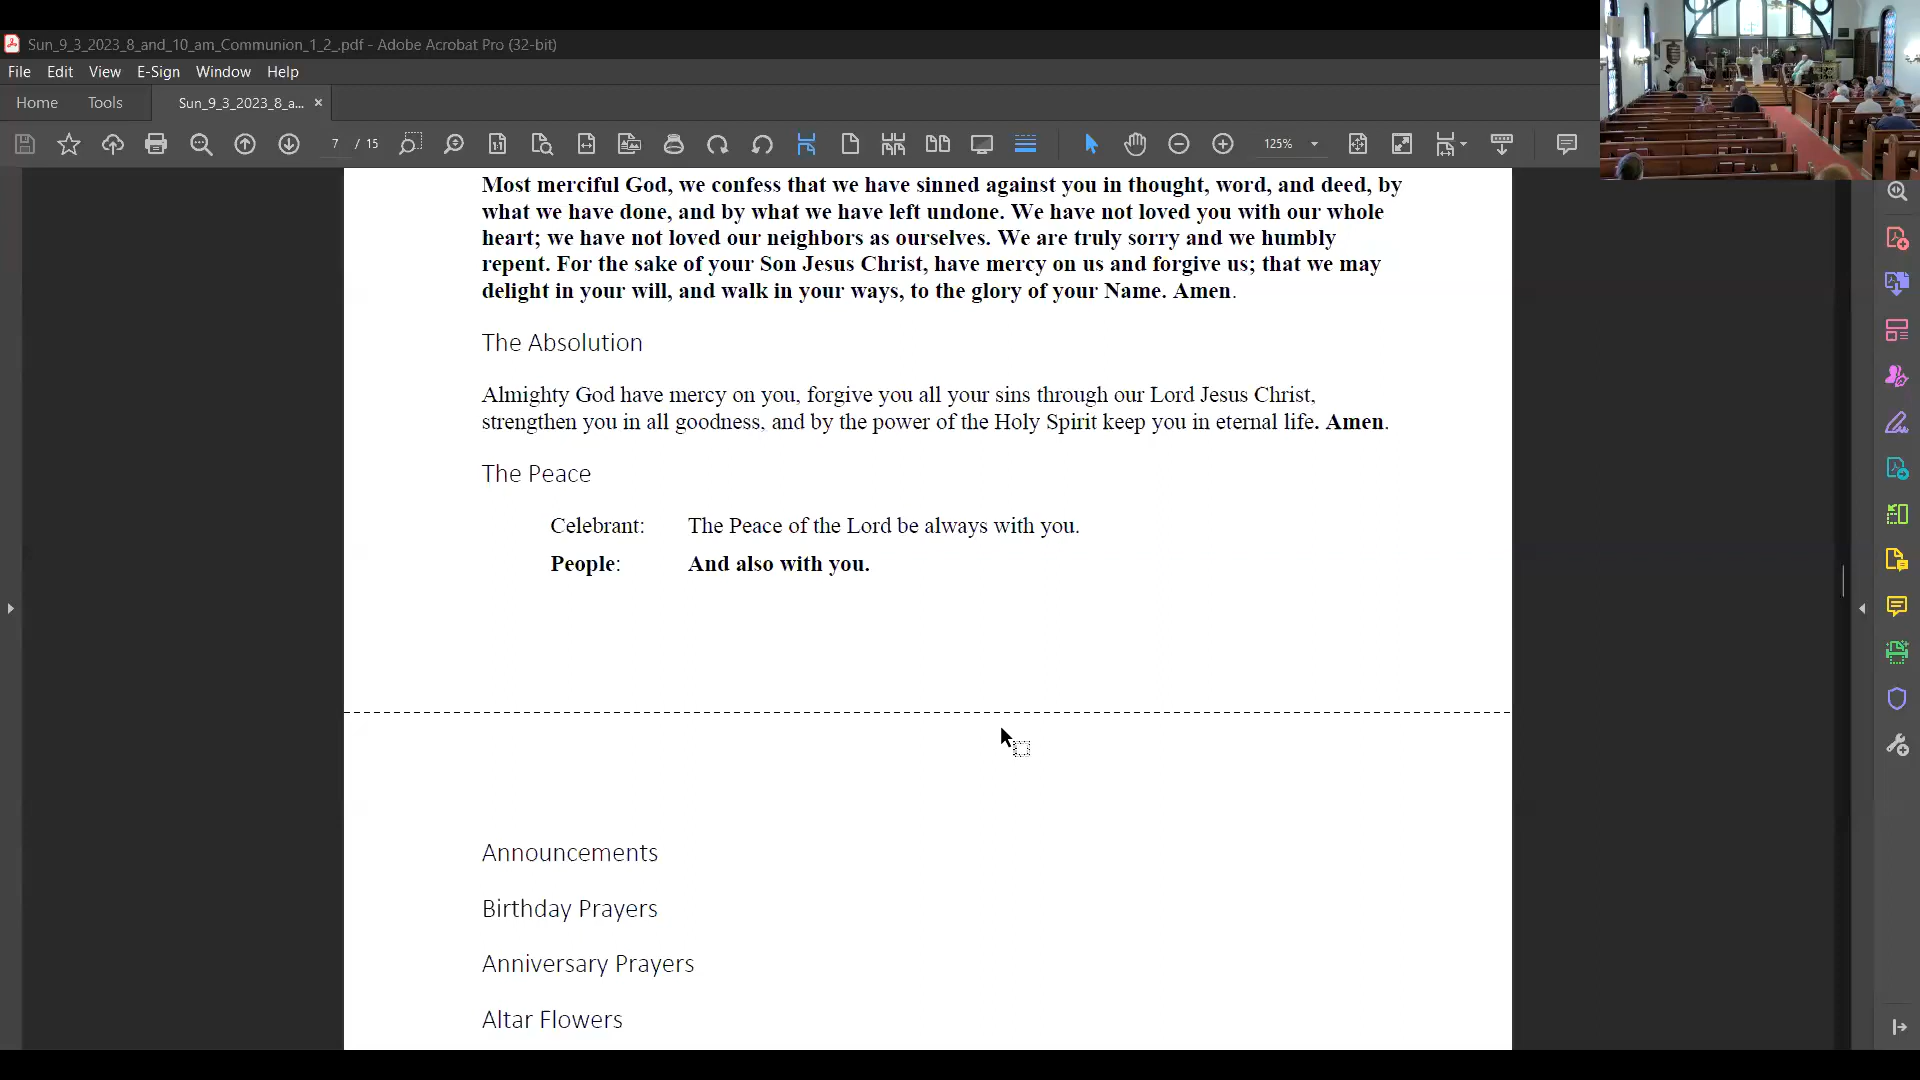 Sun_9_3_2023_8_and_10_am_Communion_1_2_.pdf - Adobe Acrobat Pro (32-bit)
File Edit View E-Sign Window Help
Home Tools Sun_9_3_2023_8_a... ×
7 / 15 125%
Most merciful God, we confess that we have sinned against you in thought, word, and deed, by
what we have done, and by what we have left undone. We have not loved you with our whole
heart; we have not loved our neighbors as ourselves. We are truly sorry and we humbly
repent. For the sake of your Son Jesus Christ, have mercy on us and forgive us; that we may
delight in your will, and walk in your ways, to the glory of your Name. Amen.
The Absolution
Almighty God have mercy on you, forgive you all your sins through our Lord Jesus Christ,
strengthen you in all goodness, and by the power of the Holy Spirit keep you in eternal life. Amen.
The Peace
Celebrant: The Peace of the Lord be always with you.
People: And also with you.
Announcements
Birthday Prayers
Anniversary Prayers
Altar Flowers